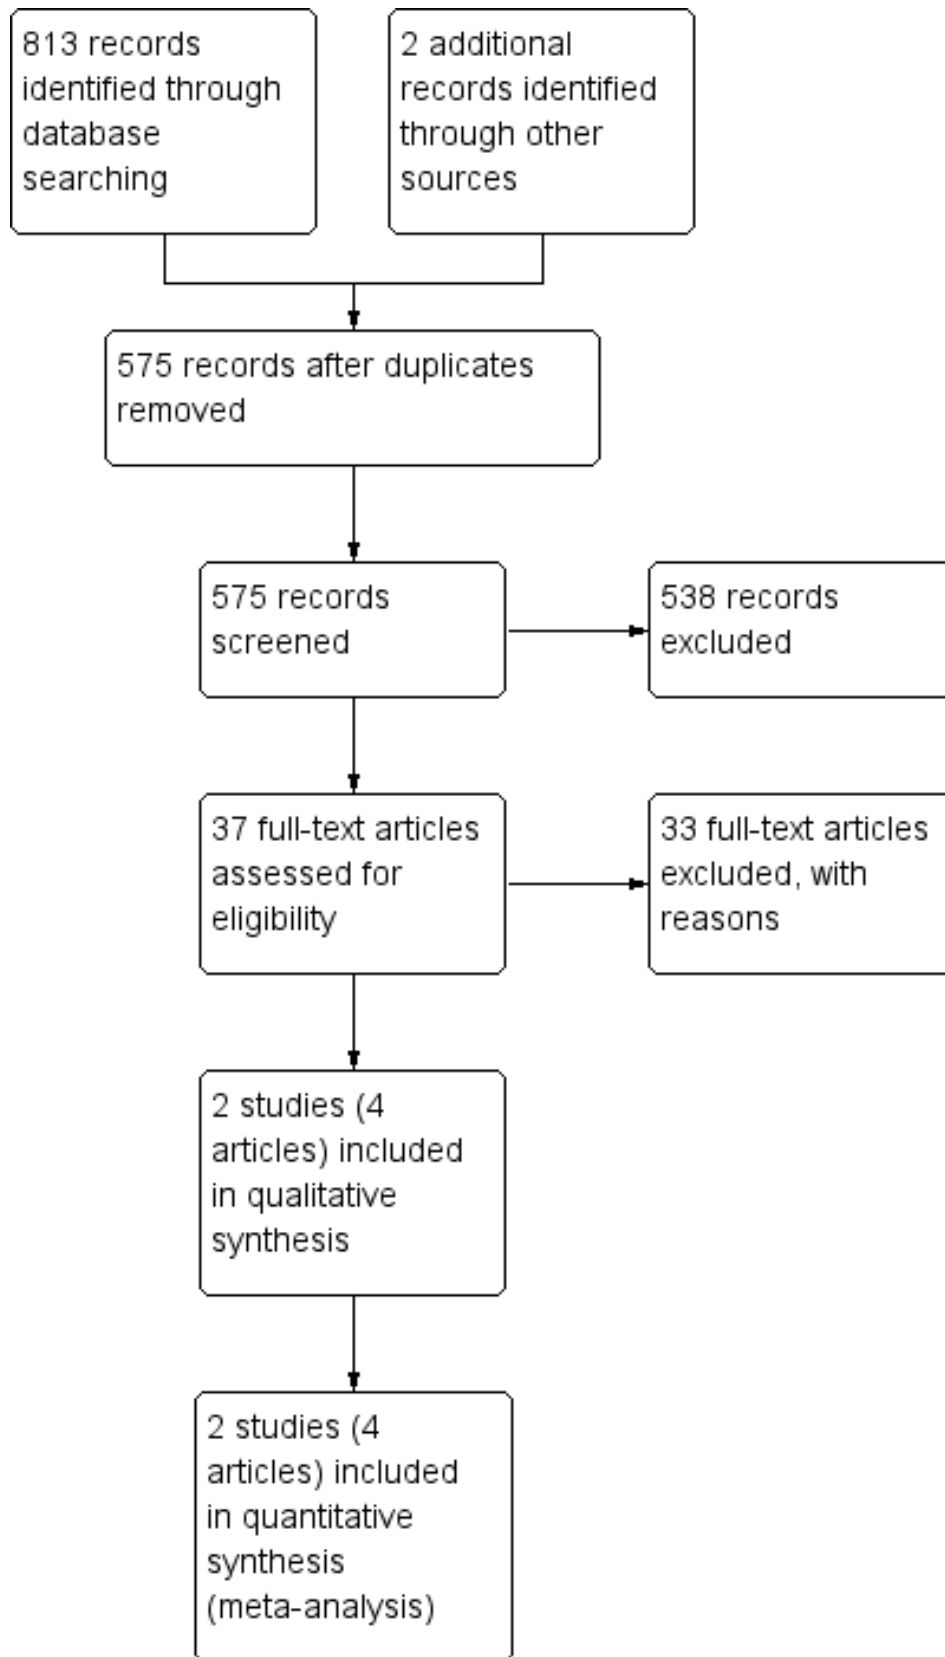 813 records
identified through
database
searching
2 additional
records identified
through other
sources
575 records after duplicates
removed
575 records
screened
538 records
excluded
37 full-text articles
assessed for
eligibility
33 full-text articles
excluded, with
reasons
2 studies (4
articles) included
in qualitative
synthesis
2 studies (4
articles) included
in quantitative
synthesis
(meta-analysis)